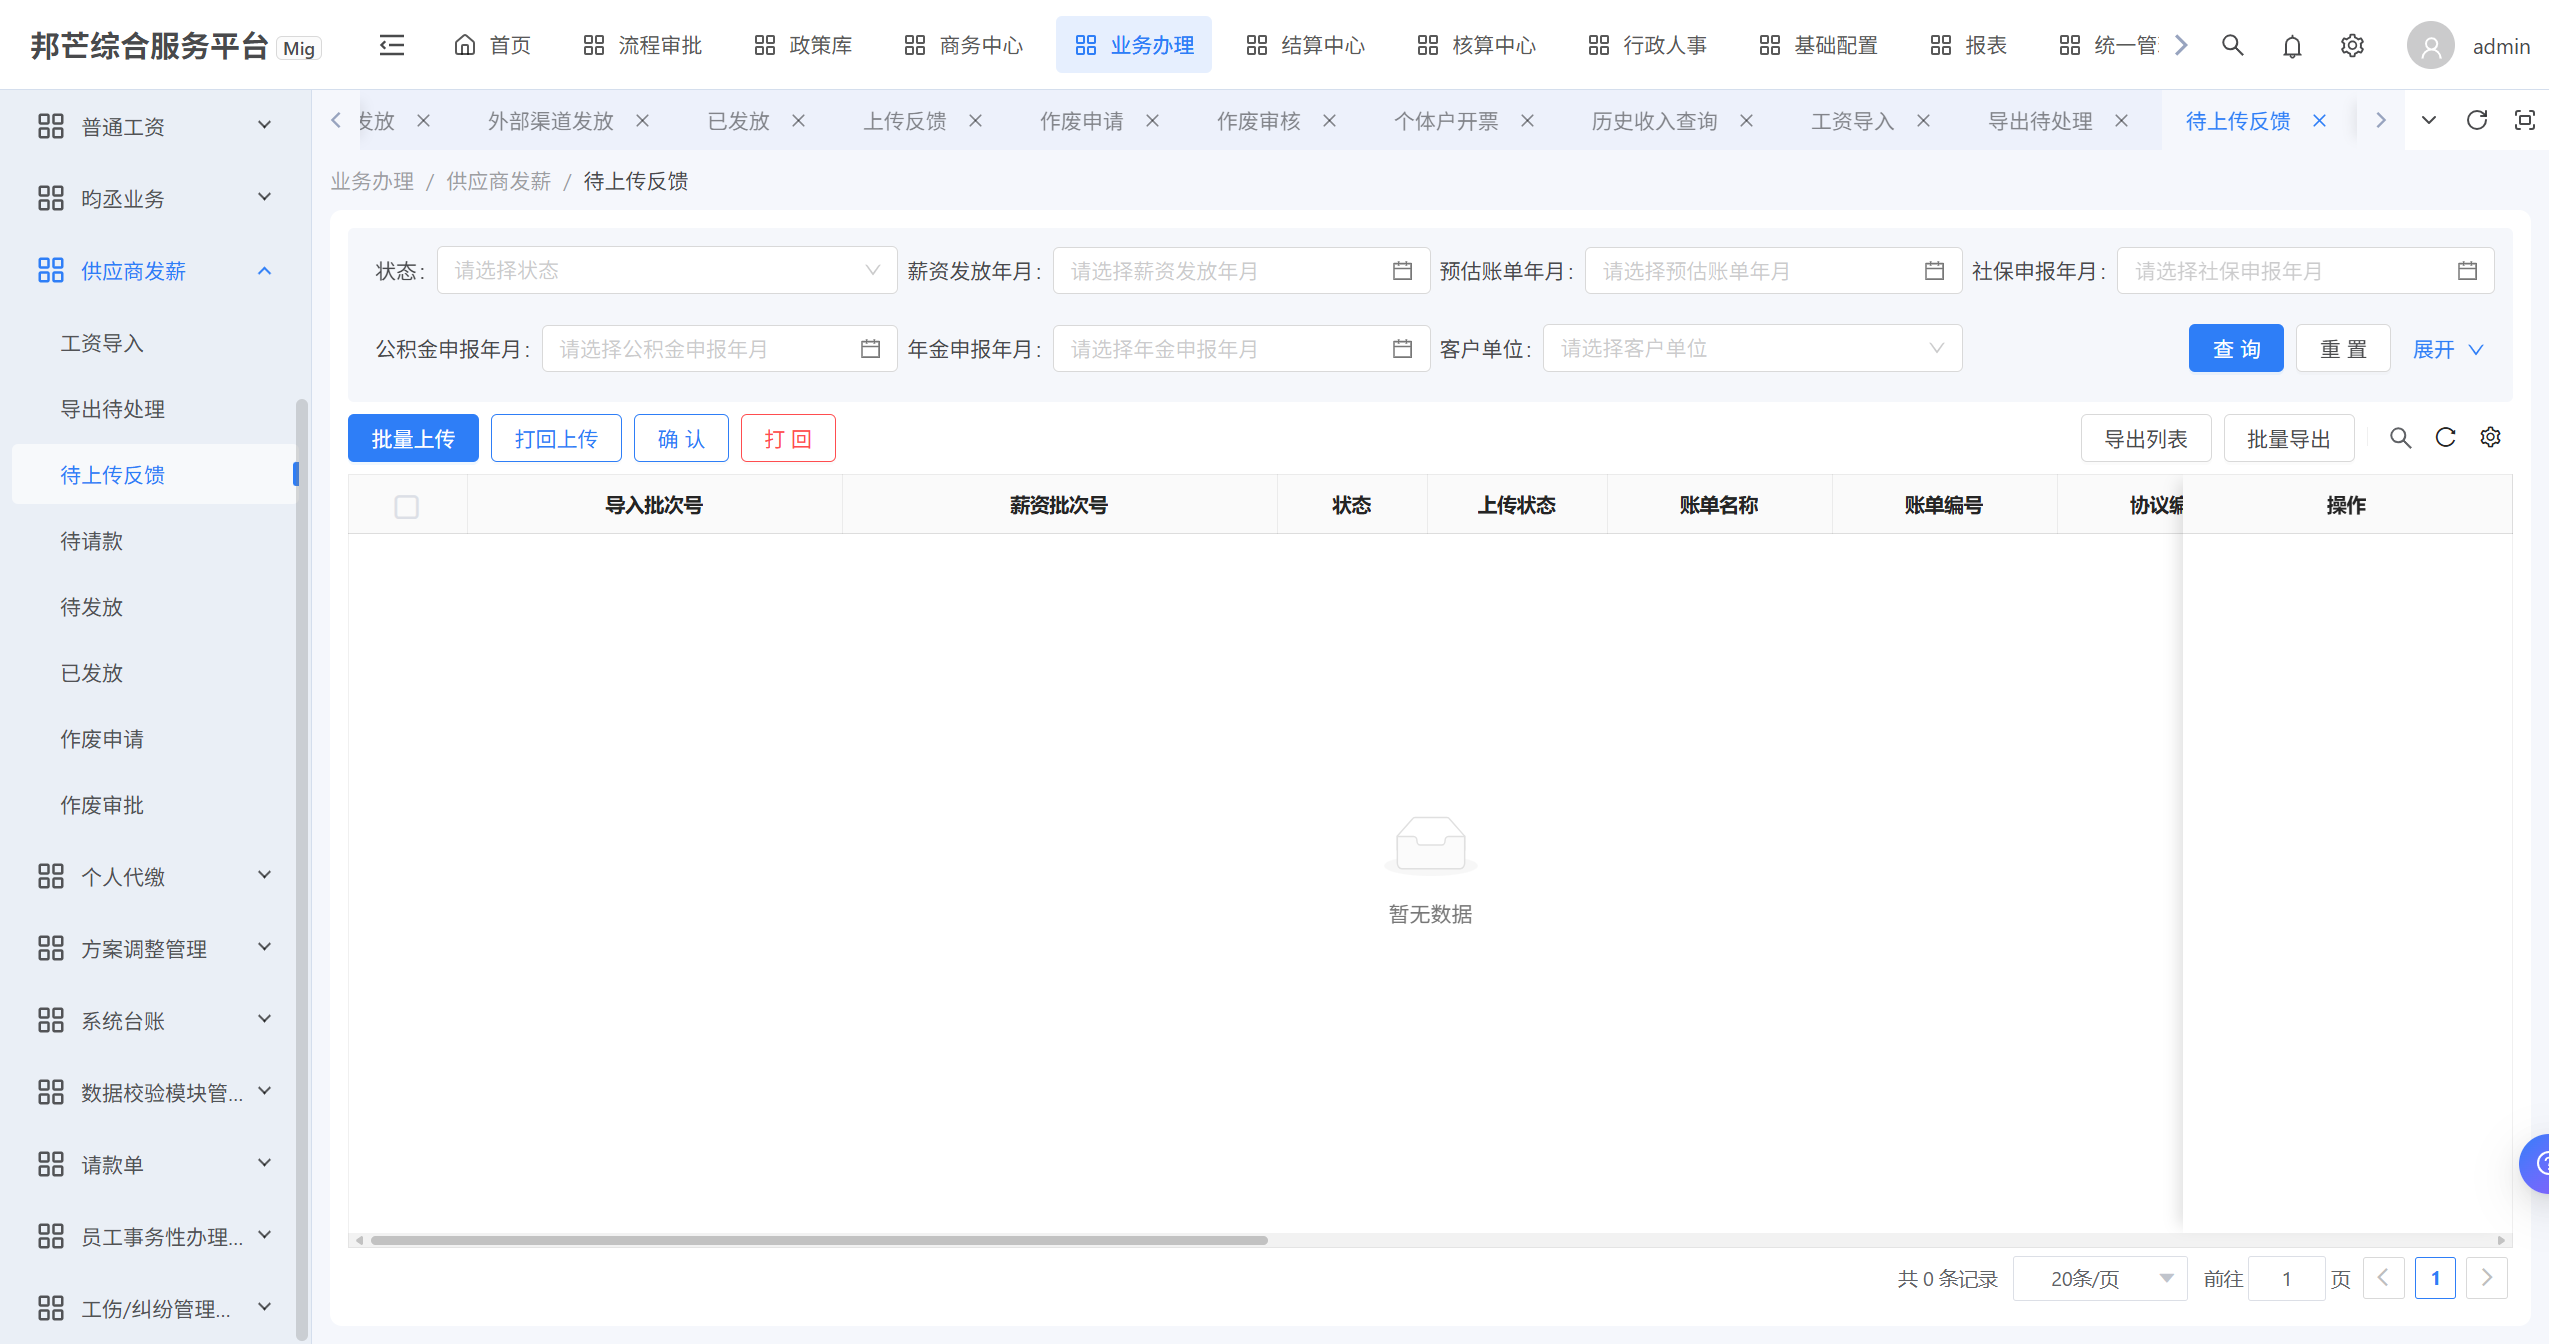 邦芒综合服务平台 Mig 首页 流程审批 政策库 商务中心 业务办理 结算中心 核算中心 行政人事 基础配置 报表 统一管 admin
发放 外部渠道发放 已发放 上传反馈 作废申请 作废审核 个体户开票 历史收入查询 工资导入 导出待处理 待上传反馈
普通工资
昀丞业务
供应商发薪
工资导入
导出待处理
待上传反馈
待请款
待发放
已发放
作废申请
作废审批
个人代缴
方案调整管理
系统台账
数据校验模块管...
请款单
员工事务性办理...
工伤/纠纷管理...
业务办理 / 供应商发薪 / 待上传反馈
状态: 请选择状态 薪资发放年月: 请选择薪资发放年月 预估账单年月: 请选择预估账单年月 社保申报年月: 请选择社保申报年月
公积金申报年月: 请选择公积金申报年月 年金申报年月: 请选择年金申报年月 客户单位: 请选择客户单位 查 询 重 置 展开
批量上传 打回上传 确 认 打 回 导出列表 批量导出
导入批次号 薪资批次号 状态 上传状态 账单名称 账单编号 协议编 操作
暂无数据
共 0 条记录 20条/页 前往 1 页 1